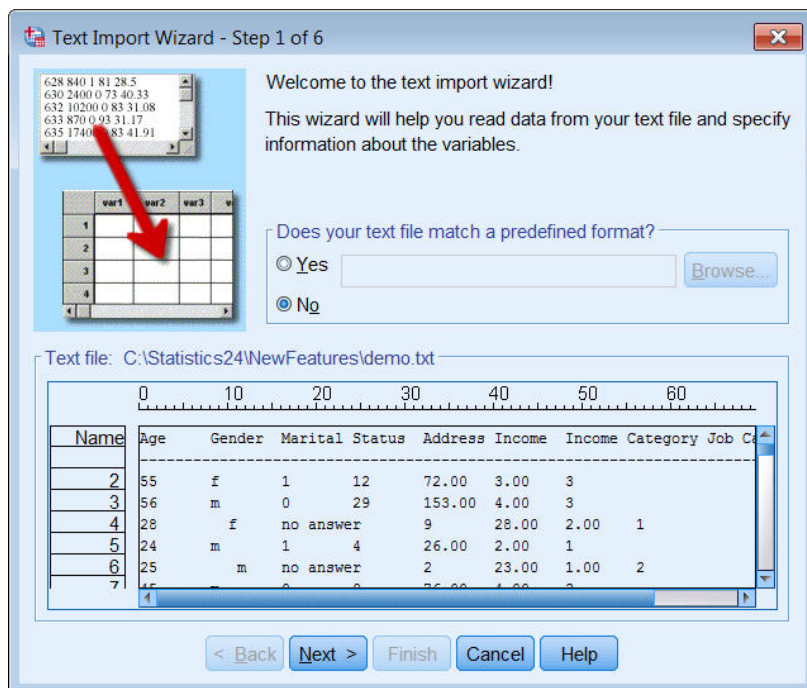 Text Import Wizard - Step 1 of 6
628 840 1 81 28.5
630 2400 0 73 40.33
632 10200 0 83 31.08
633 870 0 93 31.17
635 1740 83 41.91
var1 var2 var3 v
1
2
3
4
Welcome to the text import wizard!
This wizard will help you read data from your text file and specify
information about the variables.
Does your text file match a predefined format?
Yes
Browse...
No
Text file: C:\Statistics24\NewFeatures\demo.txt
0 10 20 30 40 50 60
Name Age Gender Marital Status Address Income Income Category Job Ca
2 55 f 1 12 72.00 3.00 3
3 56 m 0 29 153.00 4.00 3
4 28 f no answer 9 28.00 2.00 1
5 24 m 1 4 26.00 2.00 1
6 25 m no answer 2 23.00 1.00 2
7
< Back Next > Finish Cancel Help